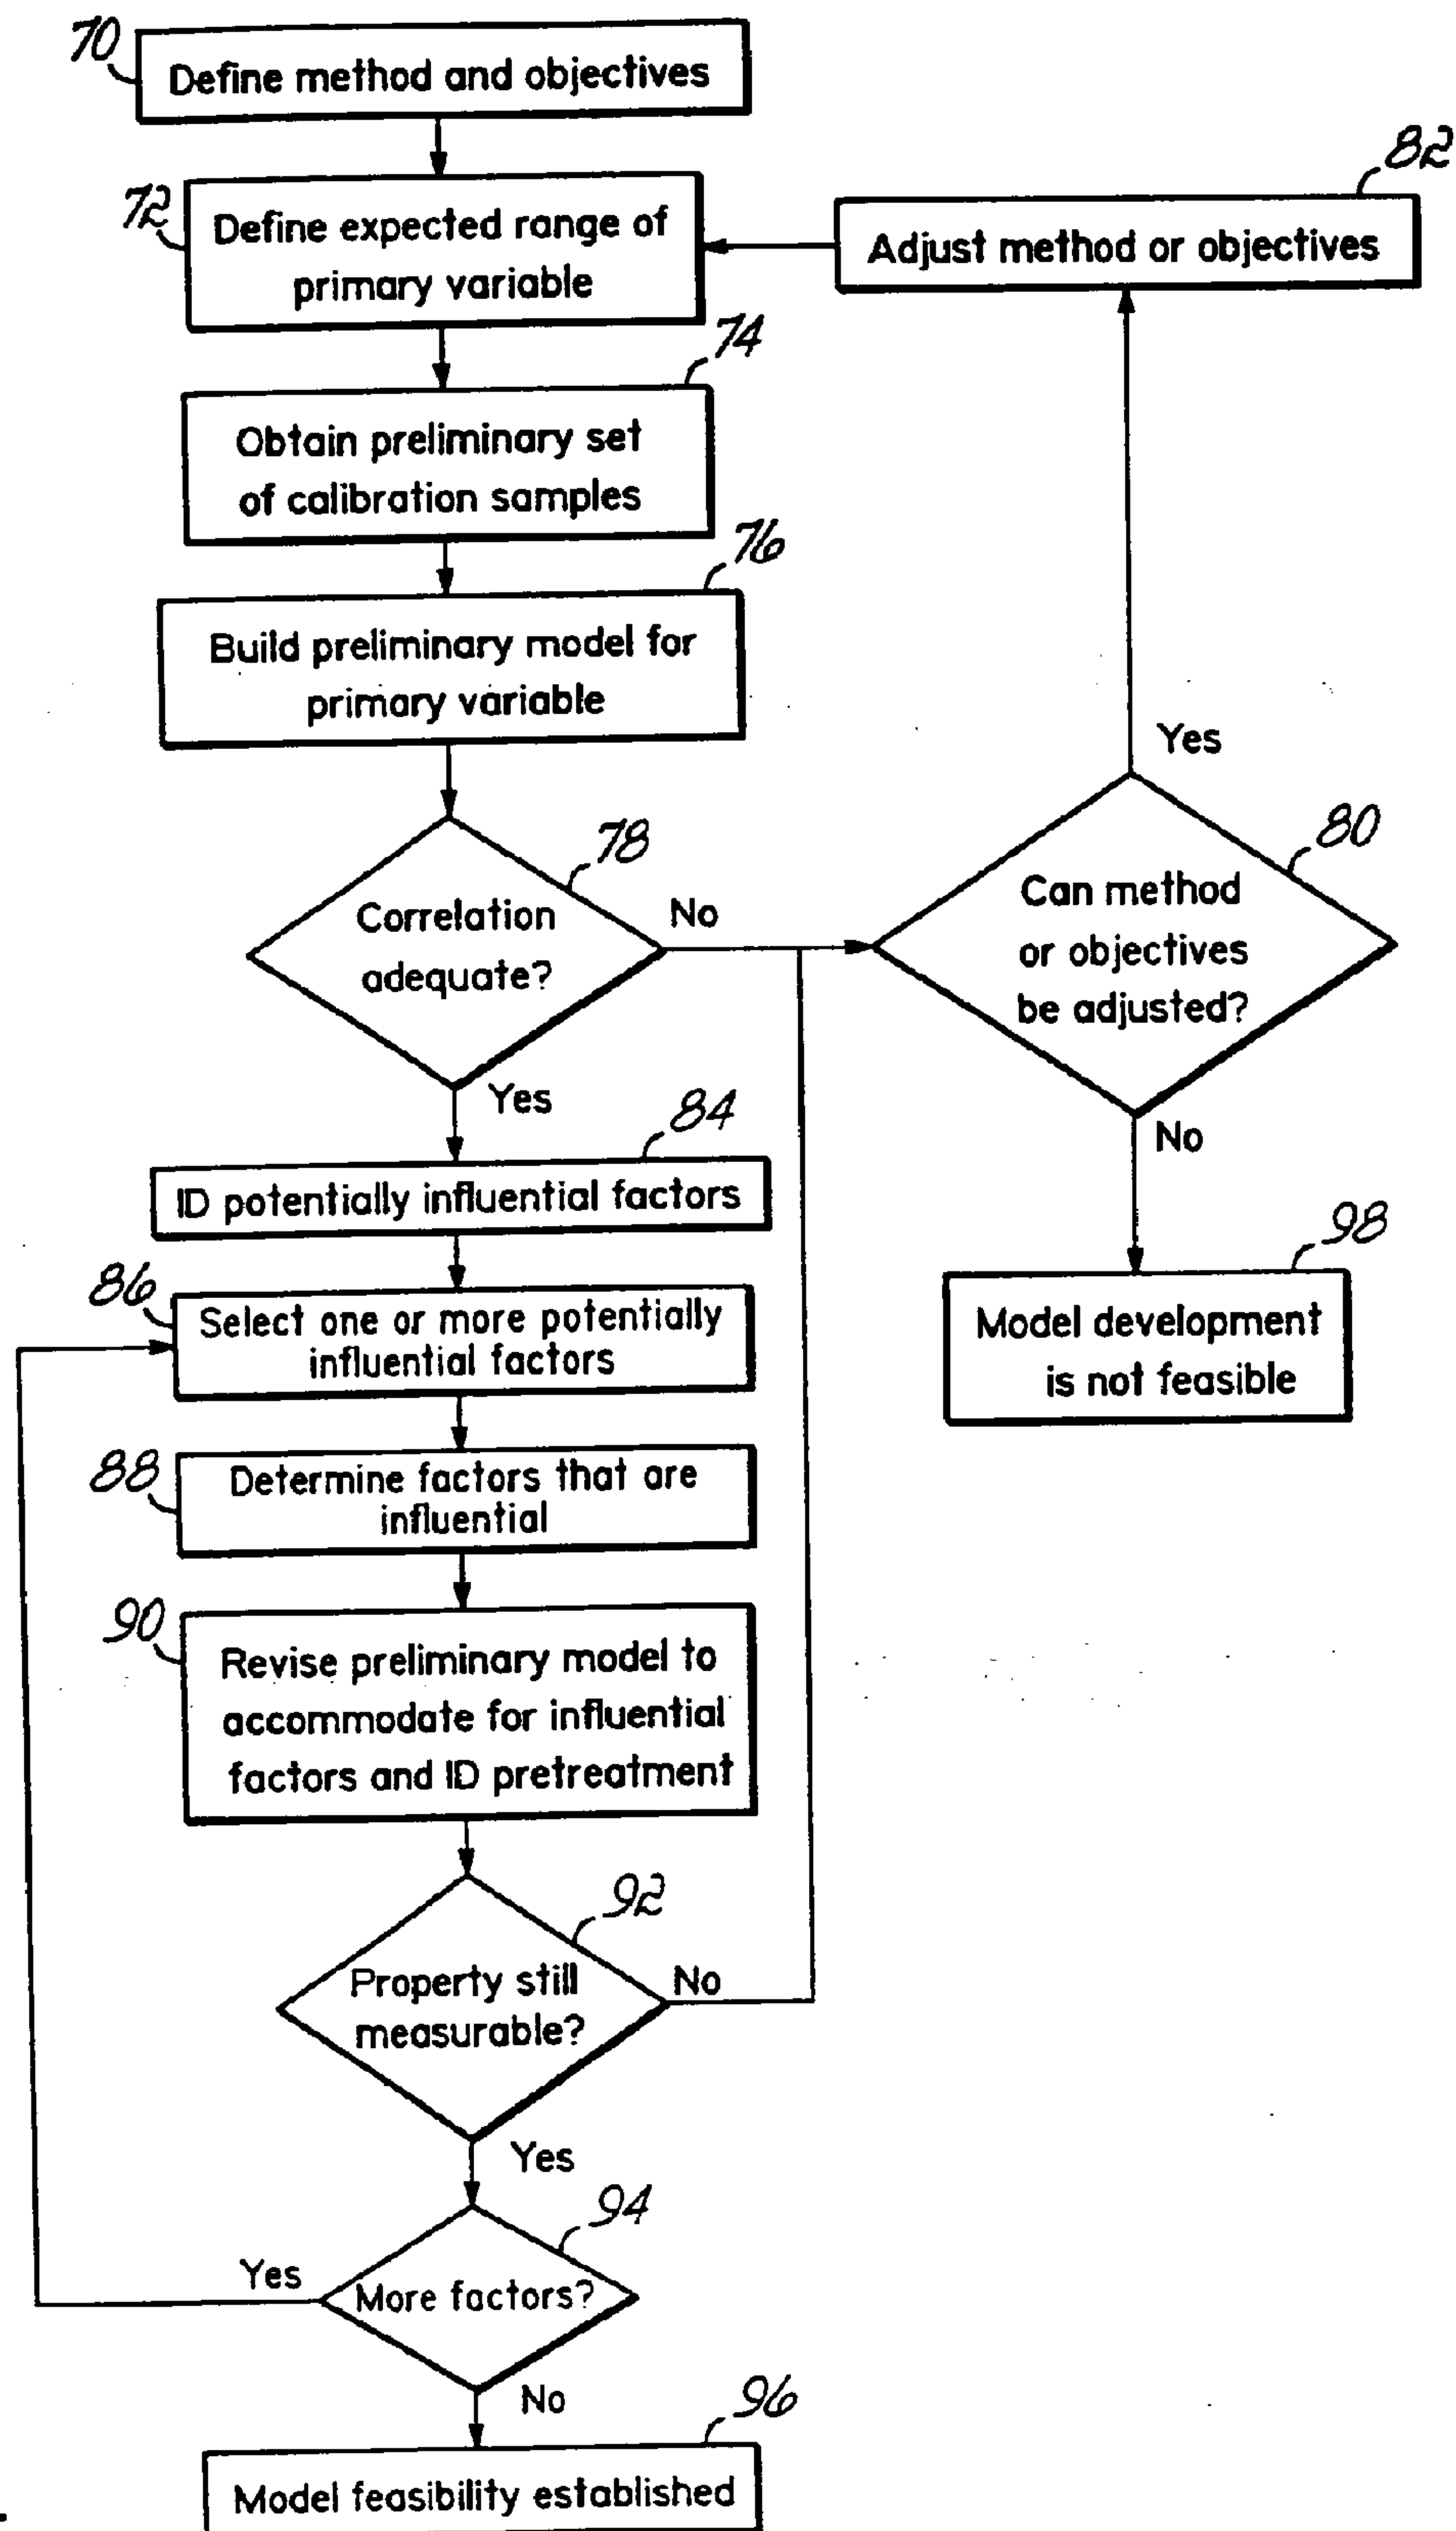 70
Define method and objectives
72
Define expected range of
primary variable
82
Adjust method or objectives
74
Obtain preliminary set
of calibration samples
76
Build preliminary model for
primary variable
78
Correlation
adequate?
No
Yes
80
Can method
or objectives
be adjusted?
Yes
No
84
ID potentially influential factors
86
Select one or more potentially
influential factors
98
Model development
is not feasible
88
Determine factors that are
influential
90
Revise preliminary model to
accommodate for influential
factors and ID pretreatment
92
Property still
measurable?
No
Yes
94
More factors?
Yes
No
96
Model feasibility established